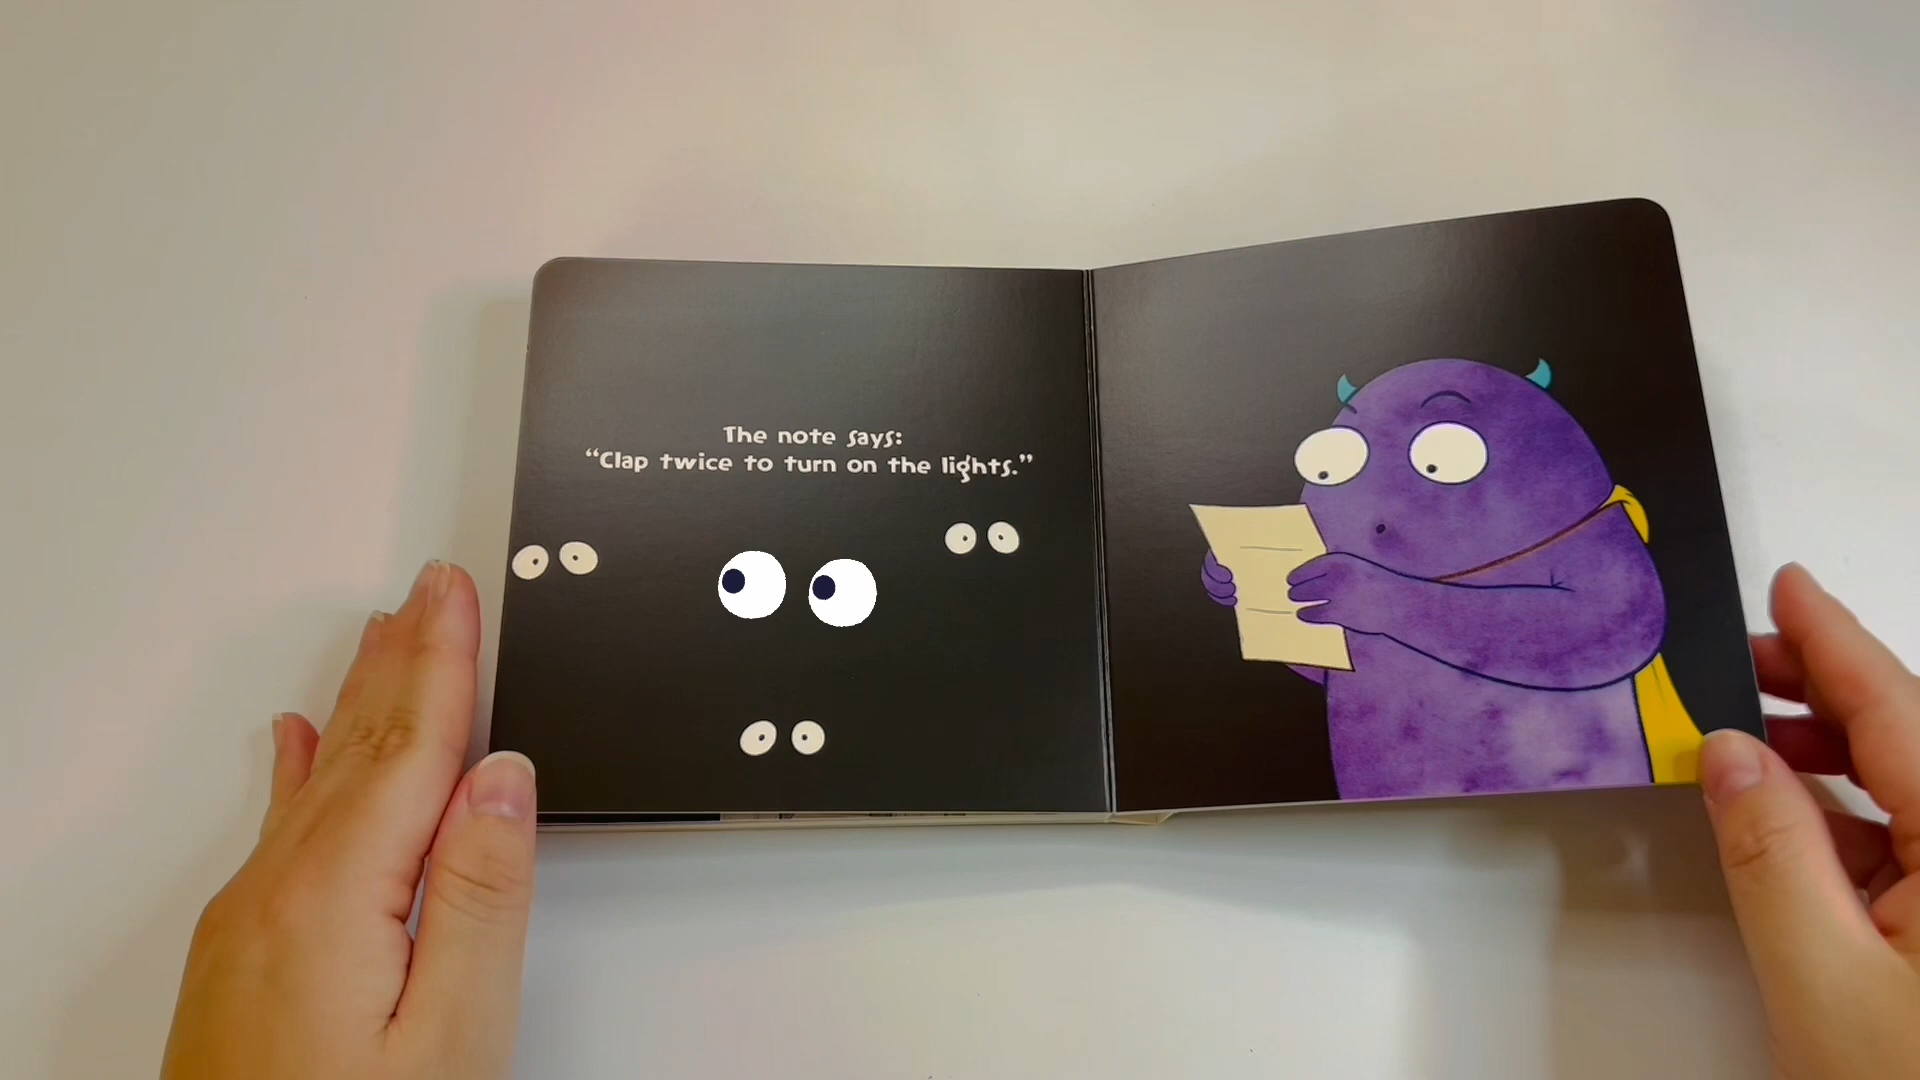 The note says:
“Clap twice to turn on the lights.”